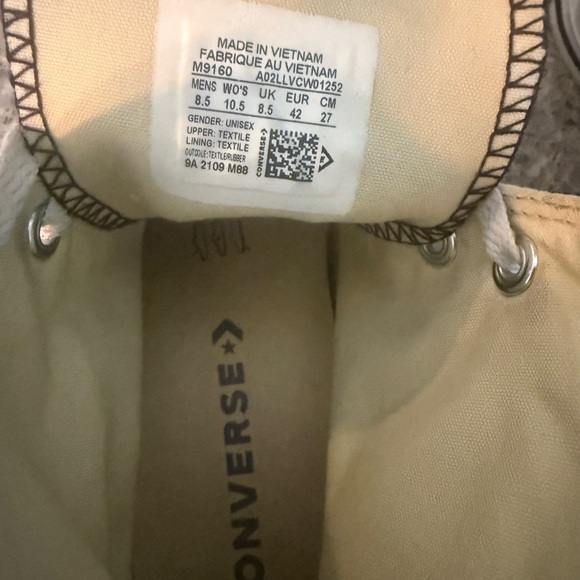 MADE IN VIETNAM
FABRIQUE AU VIETNAM
M9160 A02LLVCW01252
MENS WO'S UK EUR CM
8.5 10.5 8.5 42 27
GENDER: UNISEX
UPPER: TEXTILE
LINING: TEXTILE
OUTSOLE: TEXTILE/RUBBER
9A 2109 M88
CONVERSE
ONVERSE